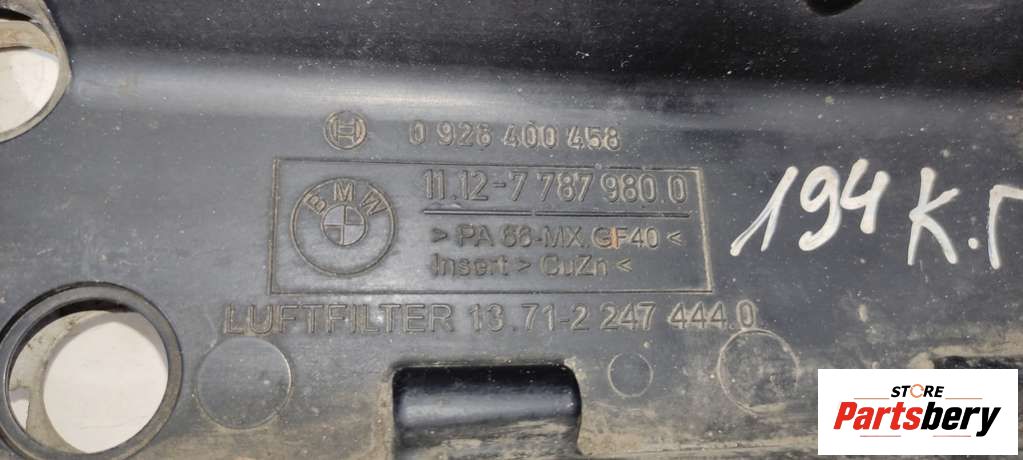 0 926 400 458
BMW
11.12-7 787 980.0
>PA 66-MX.GF40<
Insert>CuZn<
LUFTFILTER 13.71-2 247 444.0
194 К.Г
STORE
Partsbery